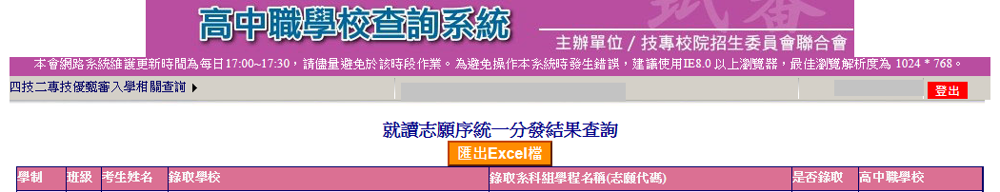 高中職學校查詢系統
甄審
主辦單位 / 技專校院招生委員會聯合會
本會網路系統維護更新時間為每日17:00~17:30，請儘量避免於該時段作業。為避免操作本系統時發生錯誤，建議使用IE8.0 以上瀏覽器，最佳瀏覽解析度為 1024 * 768。
四技二專技優甄審入學相關查詢
登出
就讀志願序統一分發結果查詢
匯出Excel檔
學制 班級 考生姓名 錄取學校 錄取系科組學程名稱(志願代碼) 是否錄取 高中職學校